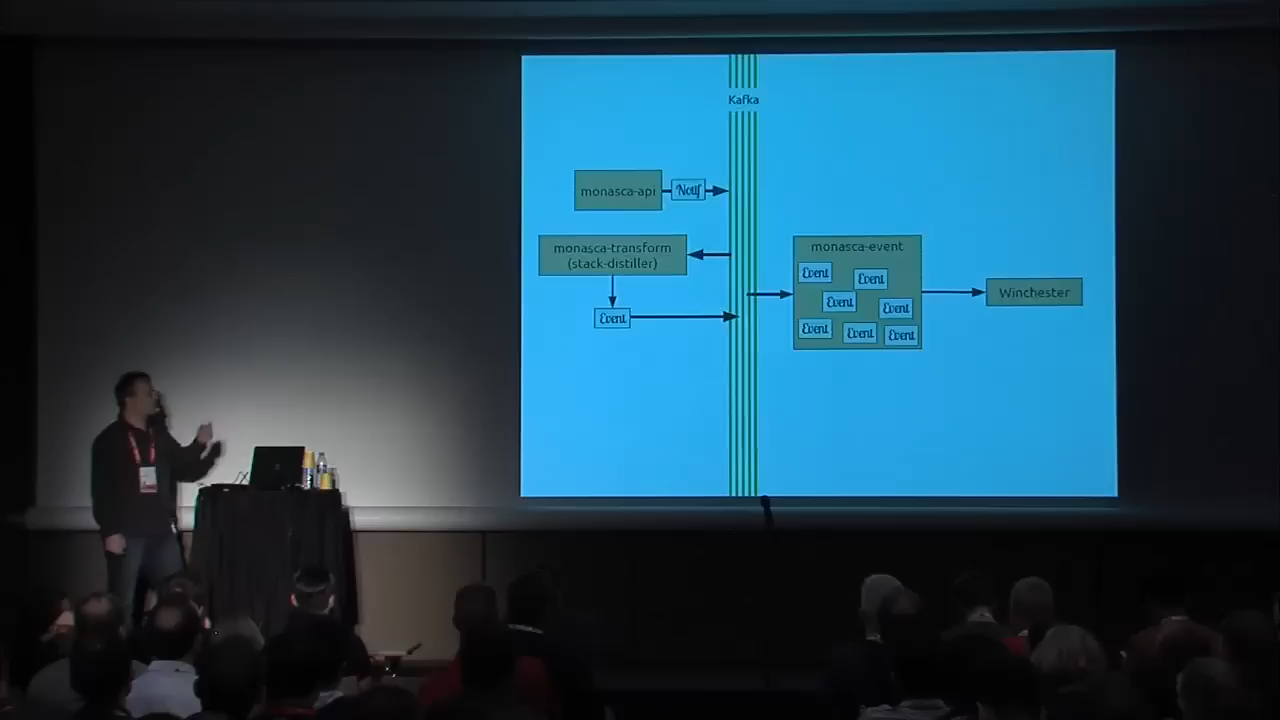 Kafka
monasca-api
Notif
monasca-transform
(stack-distiller)
Event
monasca-event
Event
Event
Event
Event
Event
Event
Event
Winchester